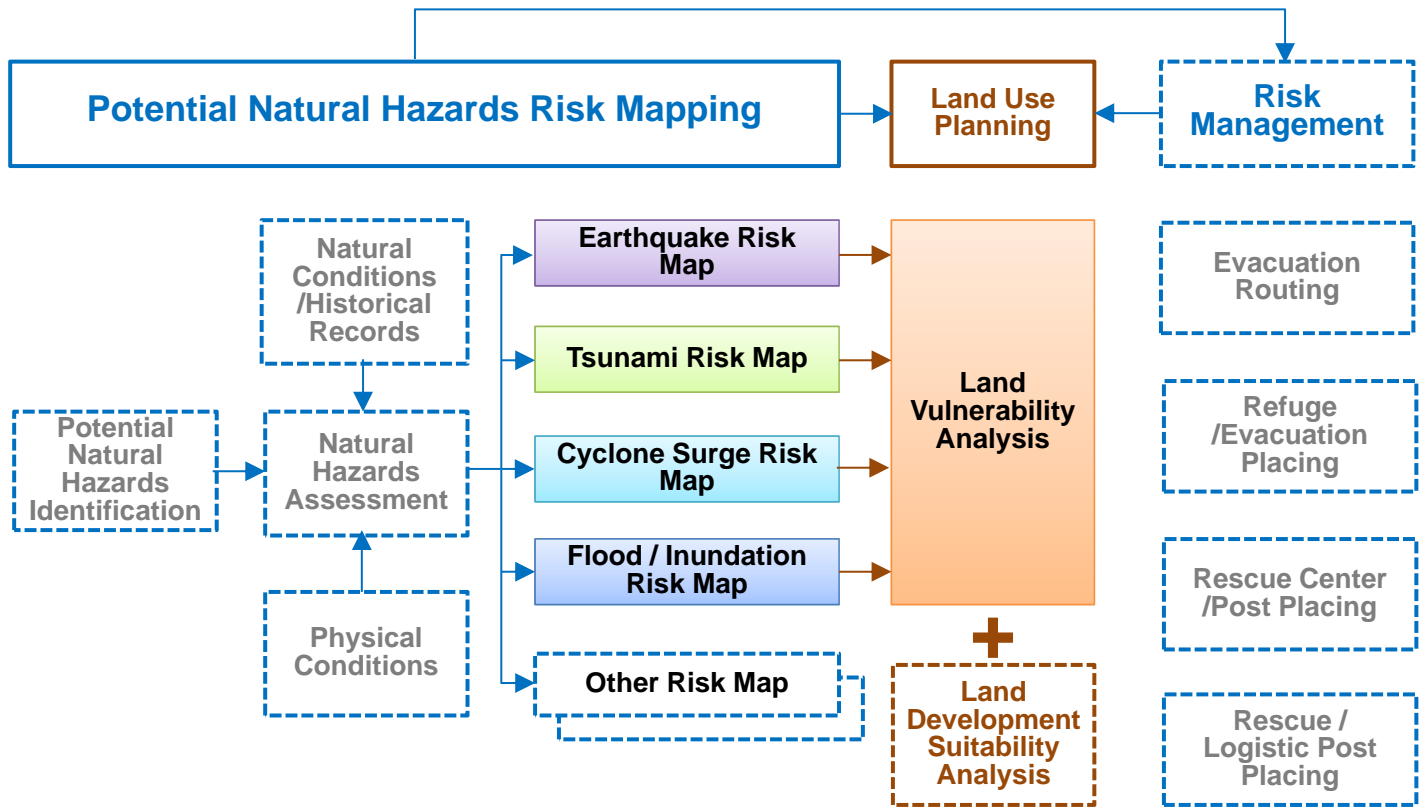 Potential Natural Hazards Risk Mapping
Land Use
Planning
Risk
Management
Natural
Conditions
/Historical
Records
Potential
Natural
Hazards
Identification
Natural
Hazards
Assessment
Physical
Conditions
Earthquake Risk
Map
Tsunami Risk Map
Cyclone Surge Risk
Map
Flood / Inundation
Risk Map
Other Risk Map
Land
Vulnerability
Analysis
+
Land
Development
Suitability
Analysis
Evacuation
Routing
Refuge
/Evacuation
Placing
Rescue Center
/Post Placing
Rescue /
Logistic Post
Placing